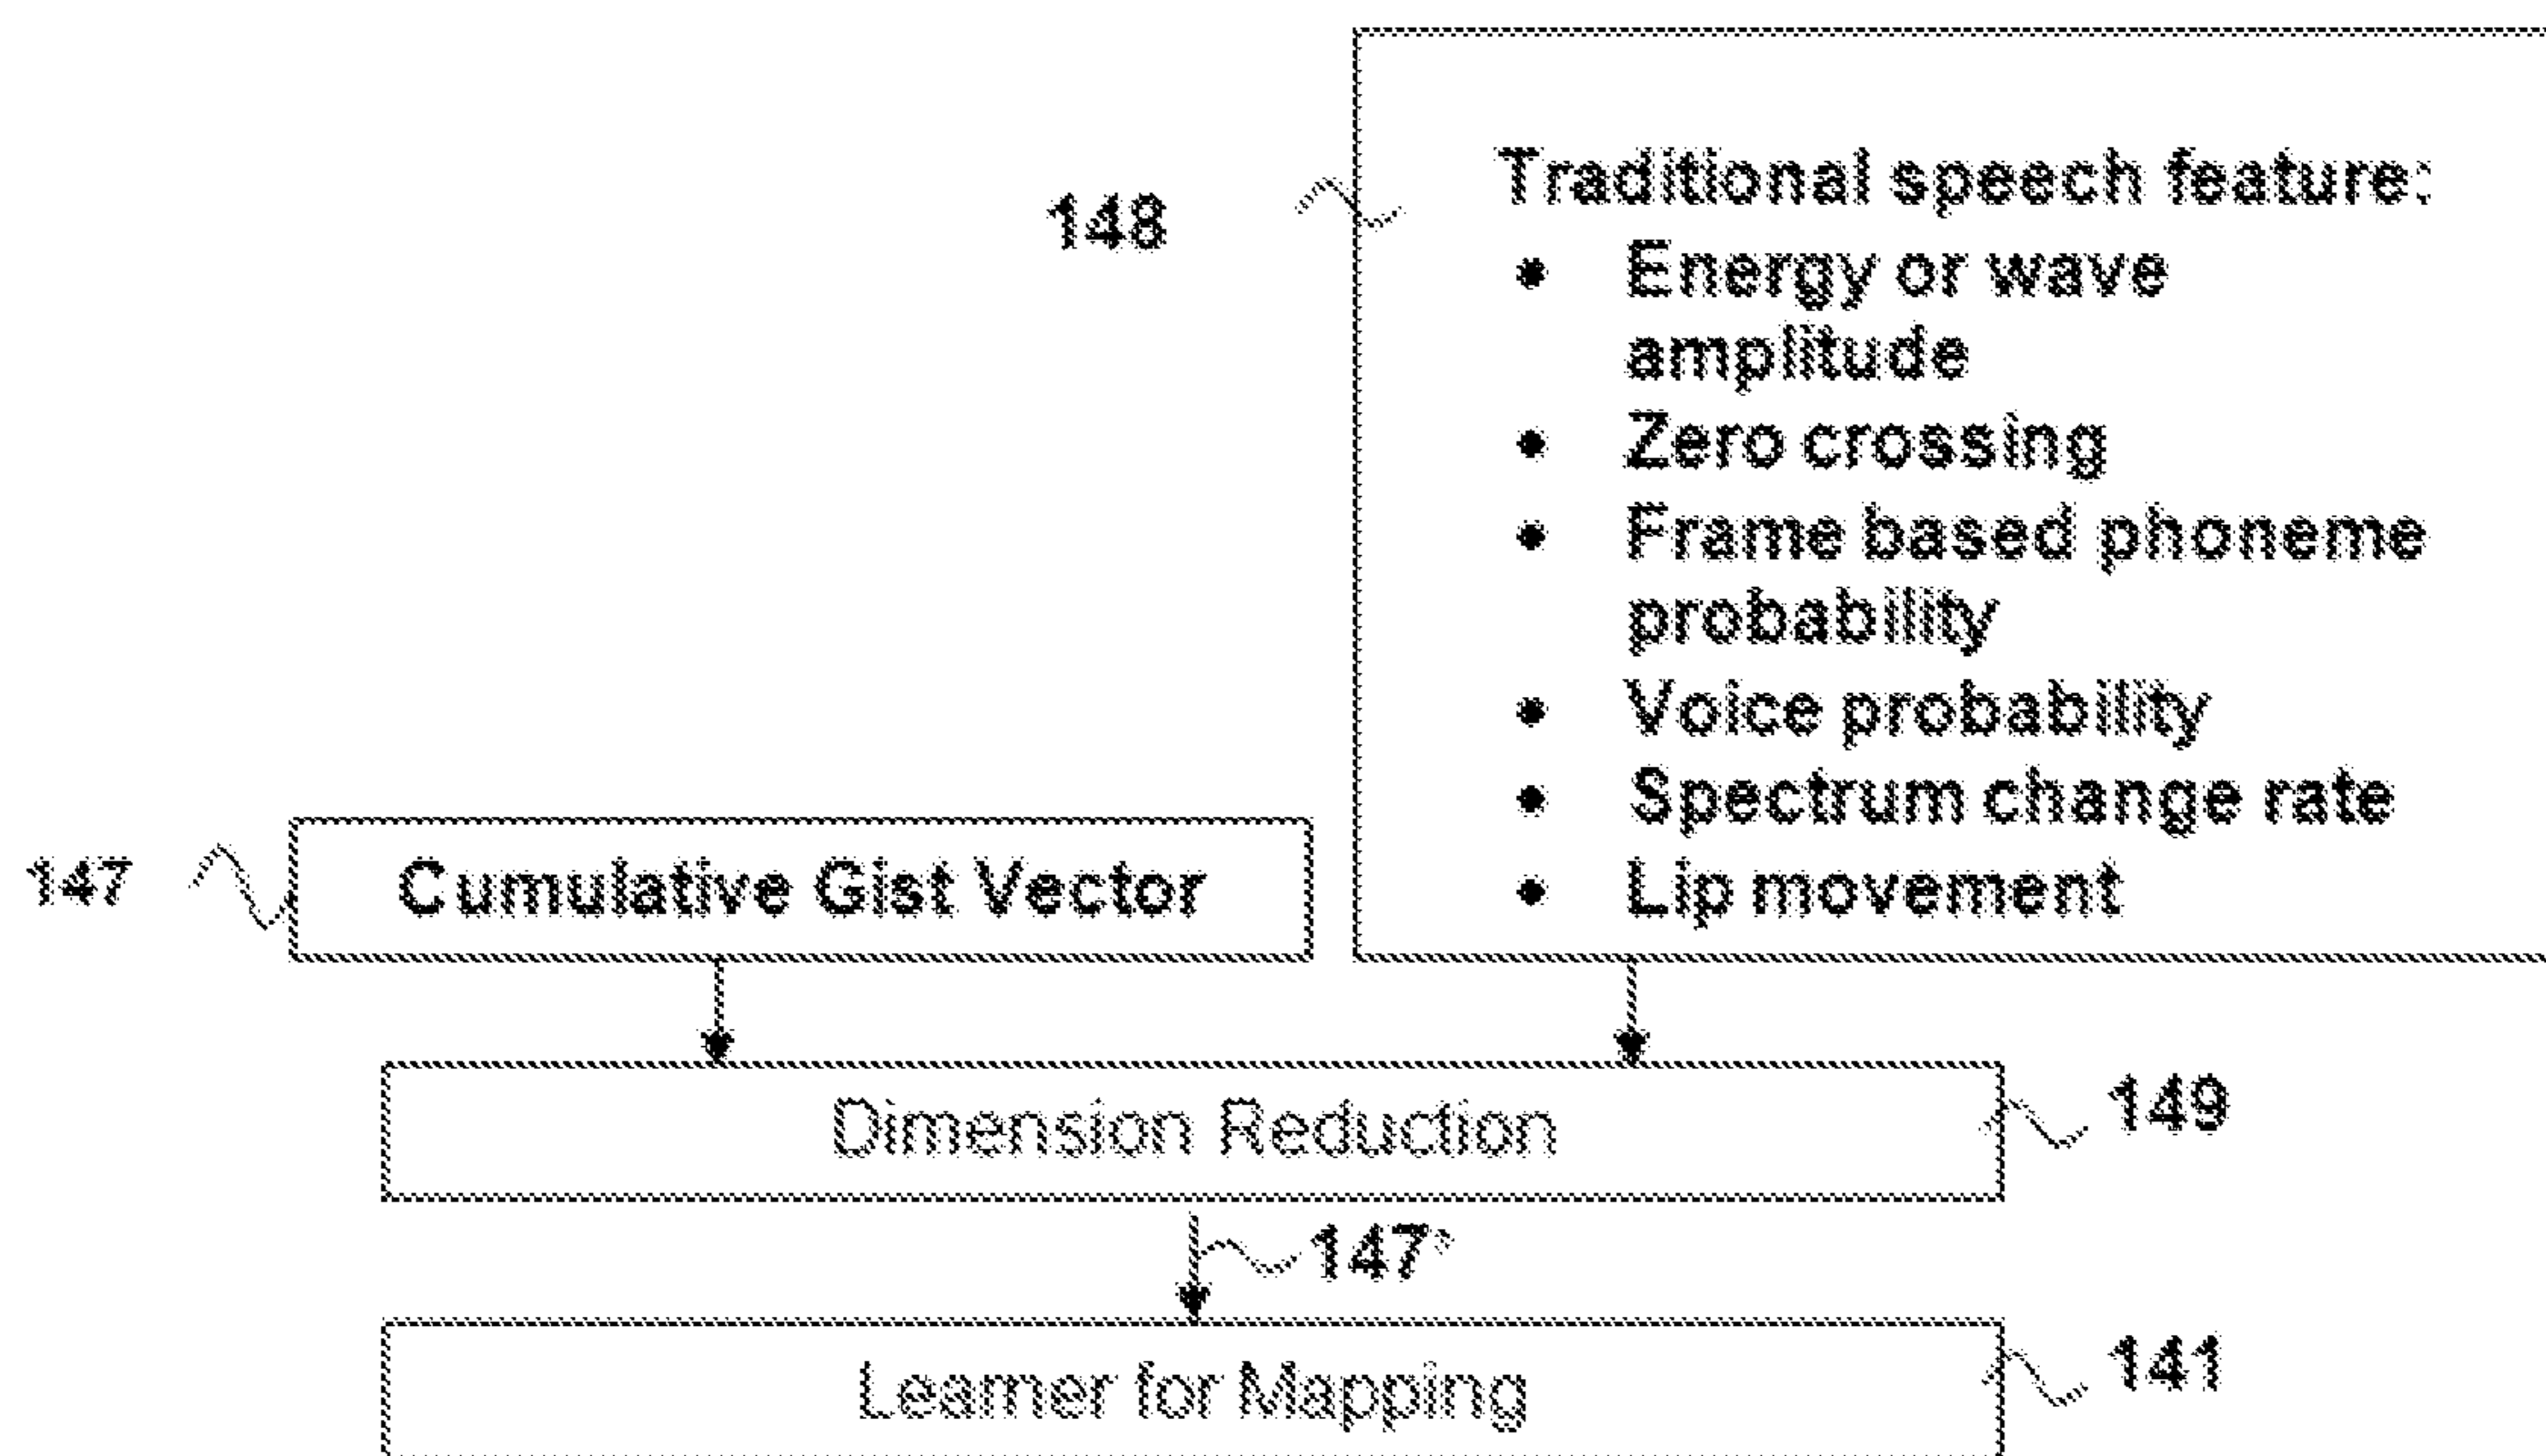 148
Traditional speech feature:
• Energy or wave
amplitude
• Zero crossing
• Frame based phoneme
probability
• Voice probability
• Spectrum change rate
• Lip movement
147
Cumulative Gist Vector
Dimension Reduction
149
147'
Learner for Mapping
141